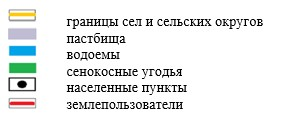 границы сел и сельских округов
пастбища
водоемы
сенокосные угодья
населенные пункты
землепользователи